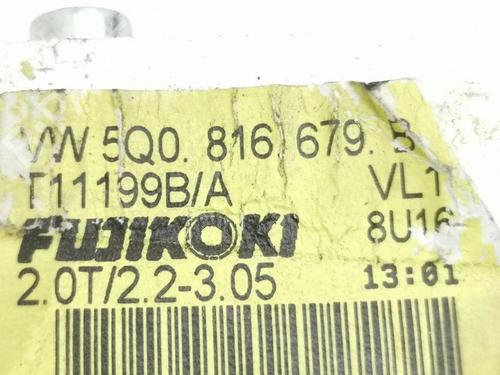 VW 5Q0. 816. 679. B
T11199B/A VL1
FUJIKOKI 8U16
2.0T/2.2-3.05 13:01